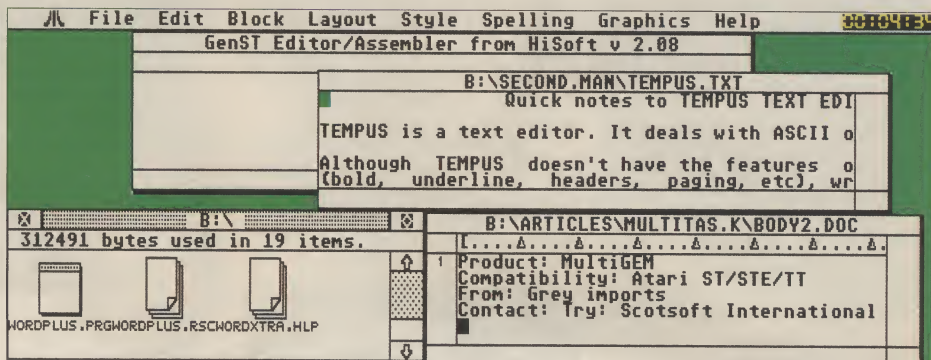 File Edit Block Layout Style Spelling Graphics Help 00:04:34
GenST Editor/Assembler from HiSoft v 2.08
B:\SECOND.MAN\TEMPUS.TXT
Quick notes to TEMPUS TEXT EDI
TEMPUS is a text editor. It deals with ASCII o
Although TEMPUS doesn't have the features o
(bold, underline, headers, paging, etc), wr
B:\
312491 bytes used in 19 items.
WORDPLUS.PRG WORDPLUS.RSC WORDXTRA.HLP
B:\ARTICLES\MULTITAS.K\BODY2.DOC
[....∆....∆....∆....∆....∆....∆....∆.
1 Product: MultiGEM
Compatibility: Atari ST/STE/TT
From: Grey imports
Contact: Try: Scotsoft International